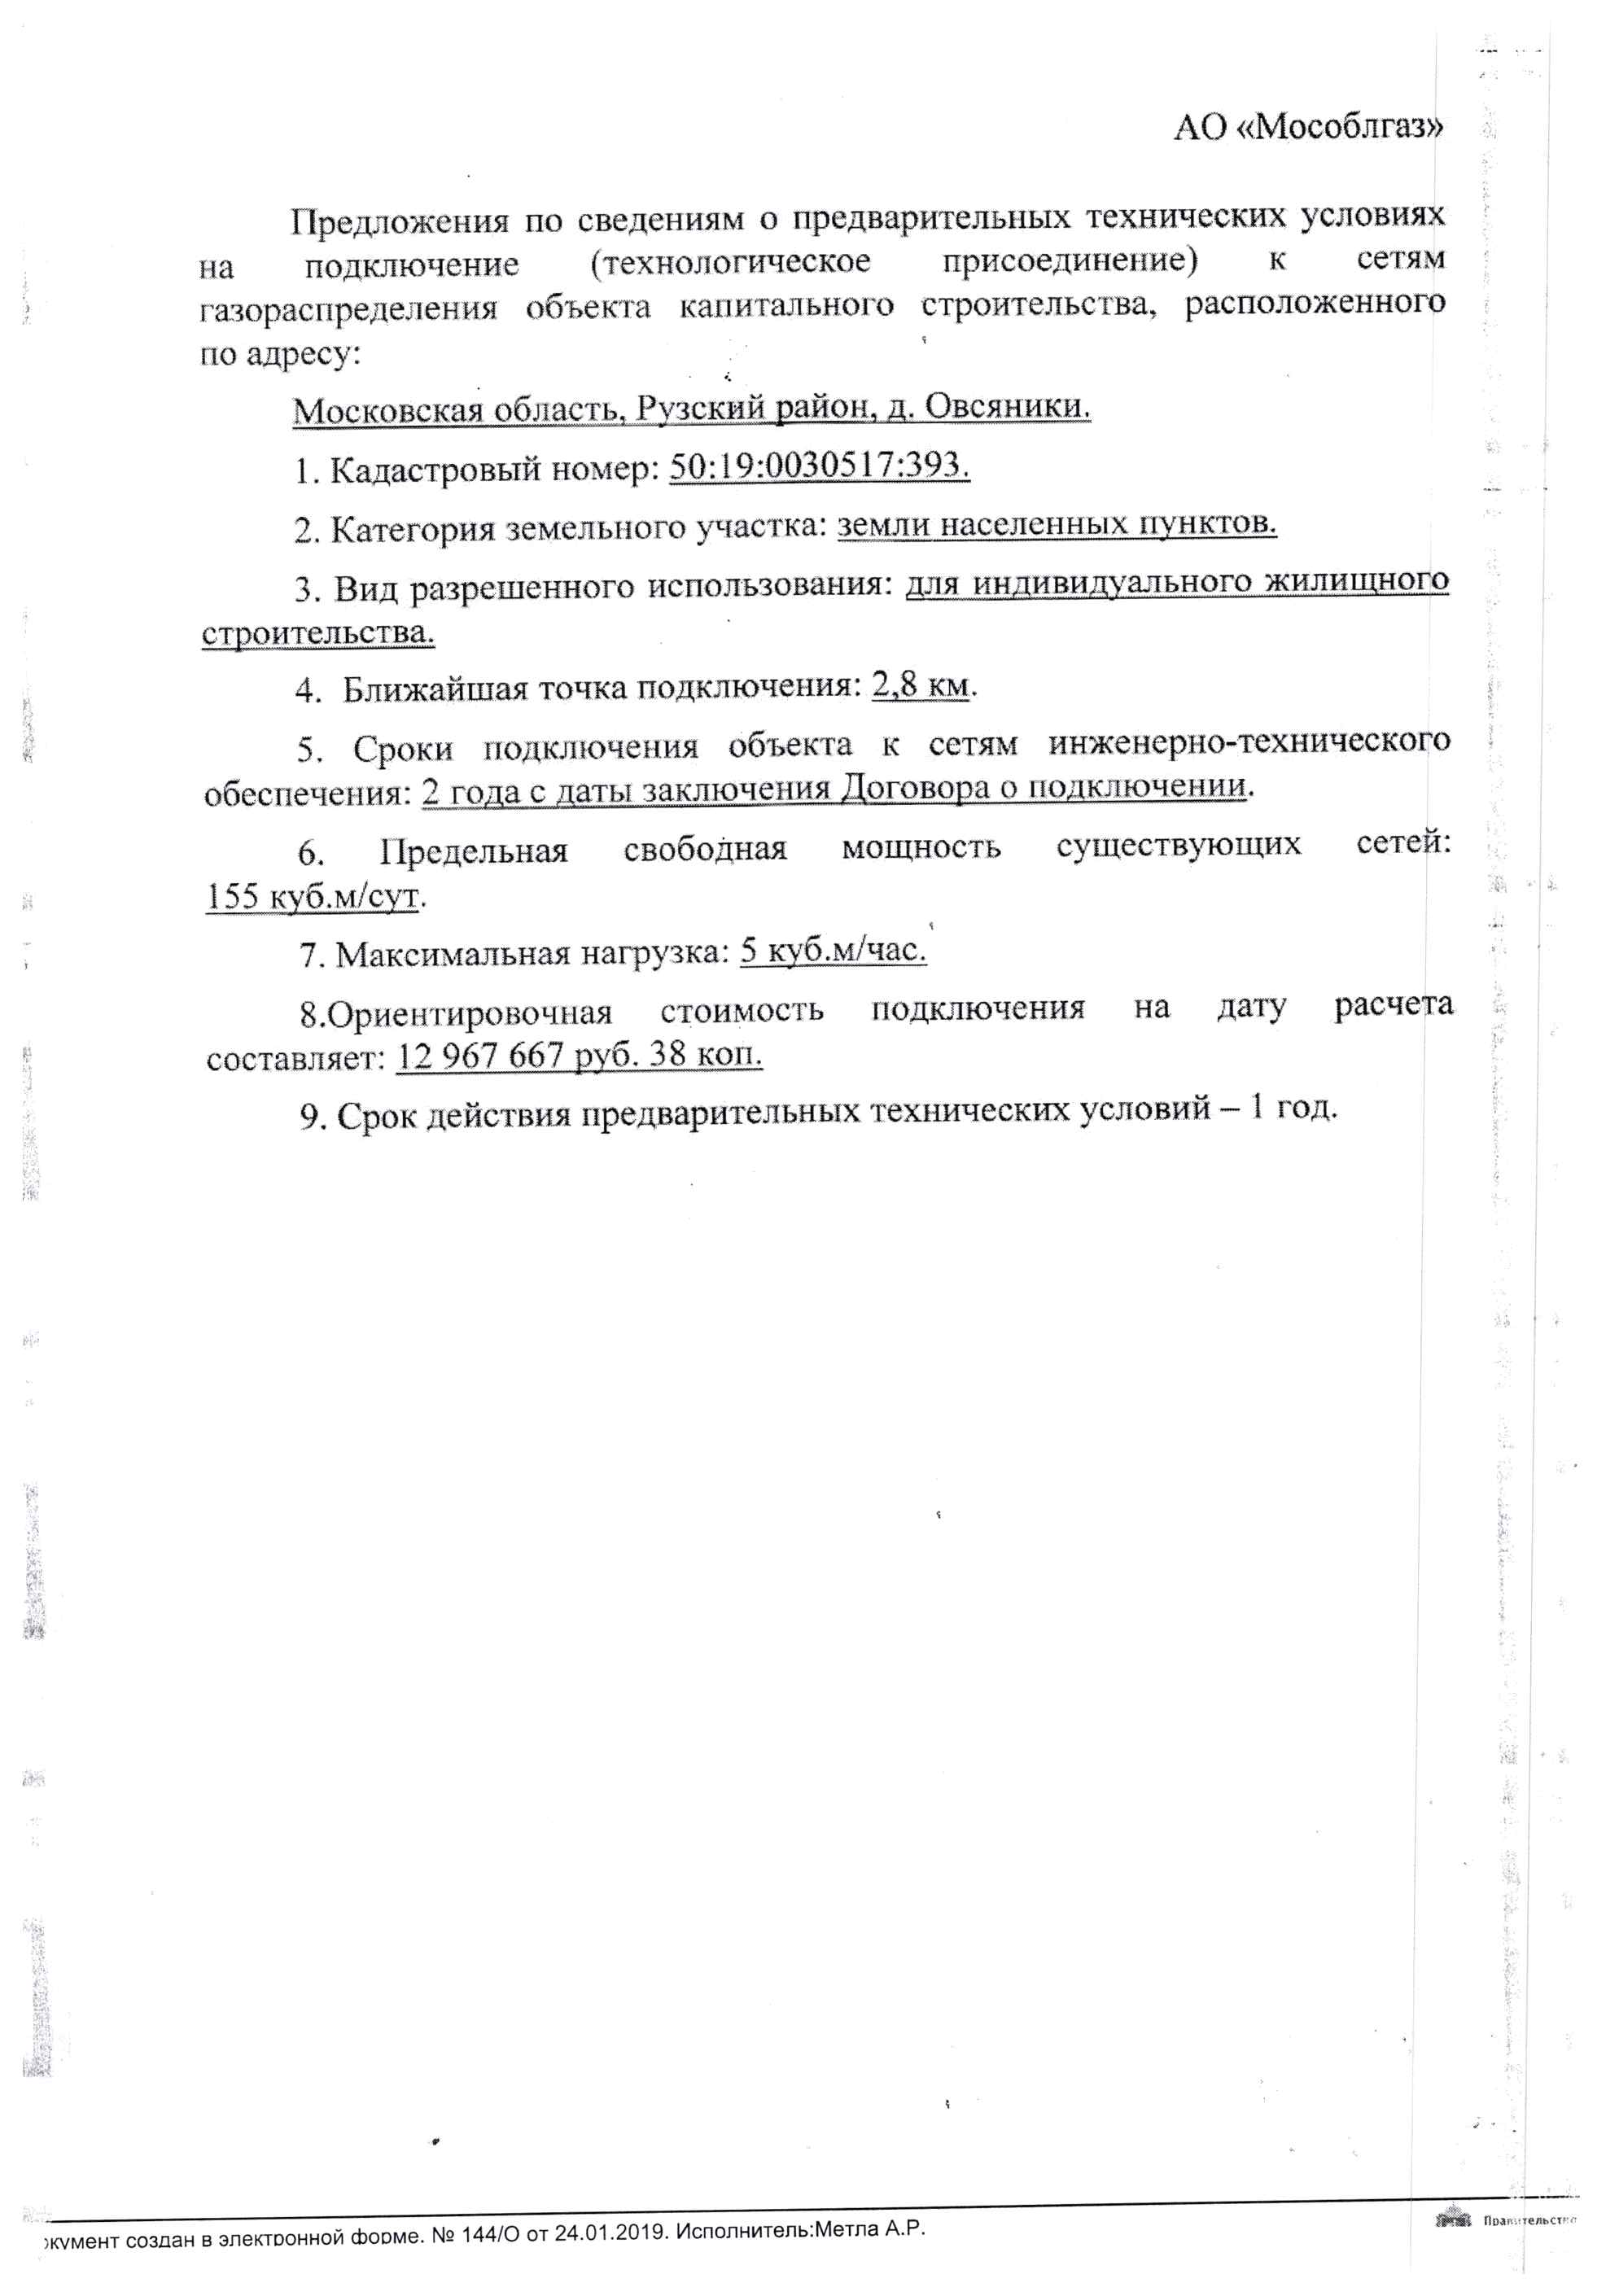 АО «Мособлгаз»
Предложения по сведениям о предварительных технических условиях
на подключение (технологическое присоединение) к сетям
газораспределения объекта капитального строительства, расположенного
по адресу:
Московская область, Рузский район, д. Овсяники.
1. Кадастровый номер: 50:19:0030517:393.
2. Категория земельного участка: земли населенных пунктов.
3. Вид разрешенного использования: для индивидуального жилищного
строительства.
4. Ближайшая точка подключения: 2,8 км.
5. Сроки подключения объекта к сетям инженерно-технического
обеспечения: 2 года с даты заключения Договора о подключении.
6. Предельная свободная мощность существующих сетей:
155 куб.м/сут.
7. Максимальная нагрузка: 5 куб.м/час.
8.Ориентировочная стоимость подключения на дату расчета
составляет: 12 967 667 руб. 38 коп.
9. Срок действия предварительных технических условий – 1 год.
окумент создан в электронной форме. № 144/О от 24.01.2019. Исполнитель:Метла А.Р.
Правительство